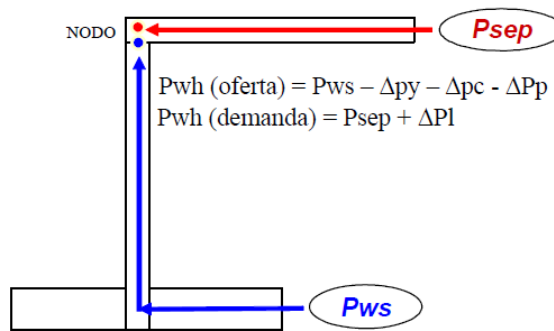 NODO
Psep
Pwh (oferta) = Pws – Δpy – Δpc - ΔPp
Pwh (demanda) = Psep + ΔPl
Pws